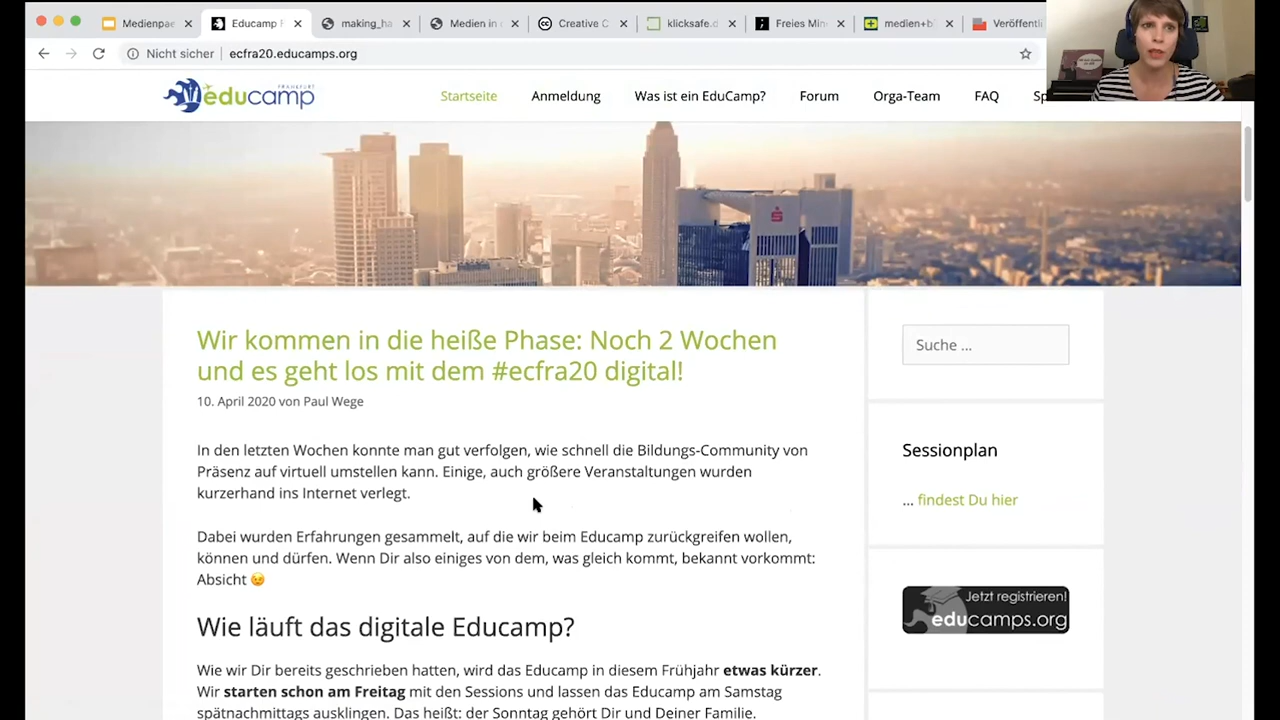 Medienpae
Educamp F
making_ha
Medien in
Creative C
klicksafe.d
Freies Min
medien+b
Veröffentli
Nicht sicher
ecfra20.educamps.org
FRANKFURT
educamp
Startseite
Anmeldung
Was ist ein EduCamp?
Forum
Orga-Team
FAQ
Wir kommen in die heiße Phase: Noch 2 Wochen
und es geht los mit dem #ecfra20 digital!
10. April 2020 von Paul Wege
In den letzten Wochen konnte man gut verfolgen, wie schnell die Bildungs-Community von
Präsenz auf virtuell umstellen kann. Einige, auch größere Veranstaltungen wurden
kurzerhand ins Internet verlegt.
Dabei wurden Erfahrungen gesammelt, auf die wir beim Educamp zurückgreifen wollen,
können und dürfen. Wenn Dir also einiges von dem, was gleich kommt, bekannt vorkommt:
Absicht 😉
Wie läuft das digitale Educamp?
Wie wir Dir bereits geschrieben hatten, wird das Educamp in diesem Frühjahr etwas kürzer.
Wir starten schon am Freitag mit den Sessions und lassen das Educamp am Samstag
spätnachmittags ausklingen. Das heißt: der Sonntag gehört Dir und Deiner Familie.
Suche ...
Sessionplan
... findest Du hier
Jetzt registrieren!
educamps.org